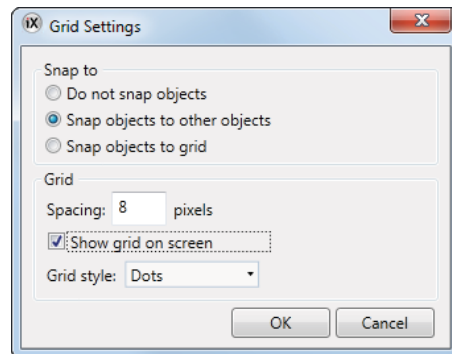 iX Grid Settings
Snap to
Do not snap objects
Snap objects to other objects
Snap objects to grid
Grid
Spacing: 8 pixels
Show grid on screen
Grid style: Dots
OK Cancel